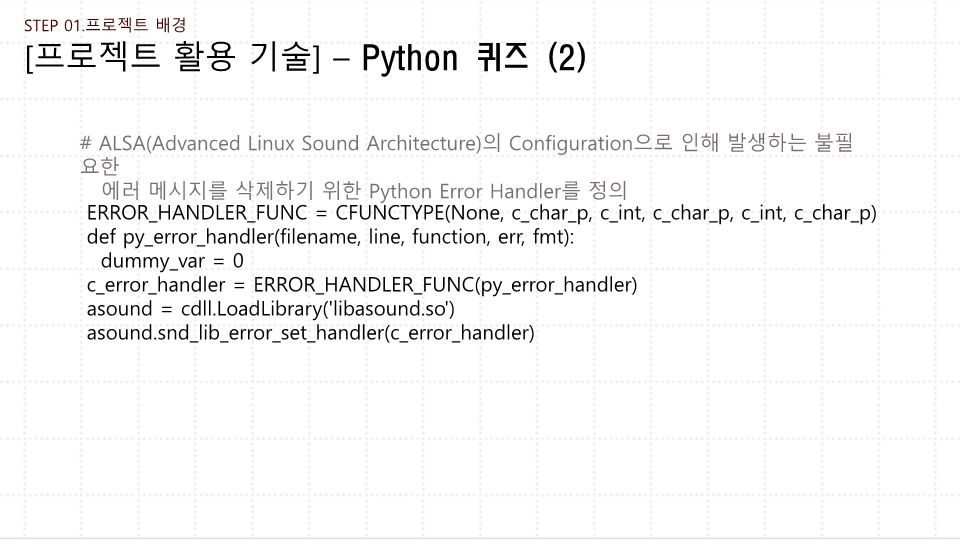 STEP 01.프로젝트 배경
[프로젝트 활용 기술] – Python 퀴즈 (2)
# ALSA(Advanced Linux Sound Architecture)의 Configuration으로 인해 발생하는 불필
요한
에러 메시지를 삭제하기 위한 Python Error Handler를 정의
ERROR_HANDLER_FUNC = CFUNCTYPE(None, c_char_p, c_int, c_char_p, c_int, c_char_p)
def py_error_handler(filename, line, function, err, fmt):
dummy_var = 0
c_error_handler = ERROR_HANDLER_FUNC(py_error_handler)
asound = cdll.LoadLibrary('libasound.so')
asound.snd_lib_error_set_handler(c_error_handler)